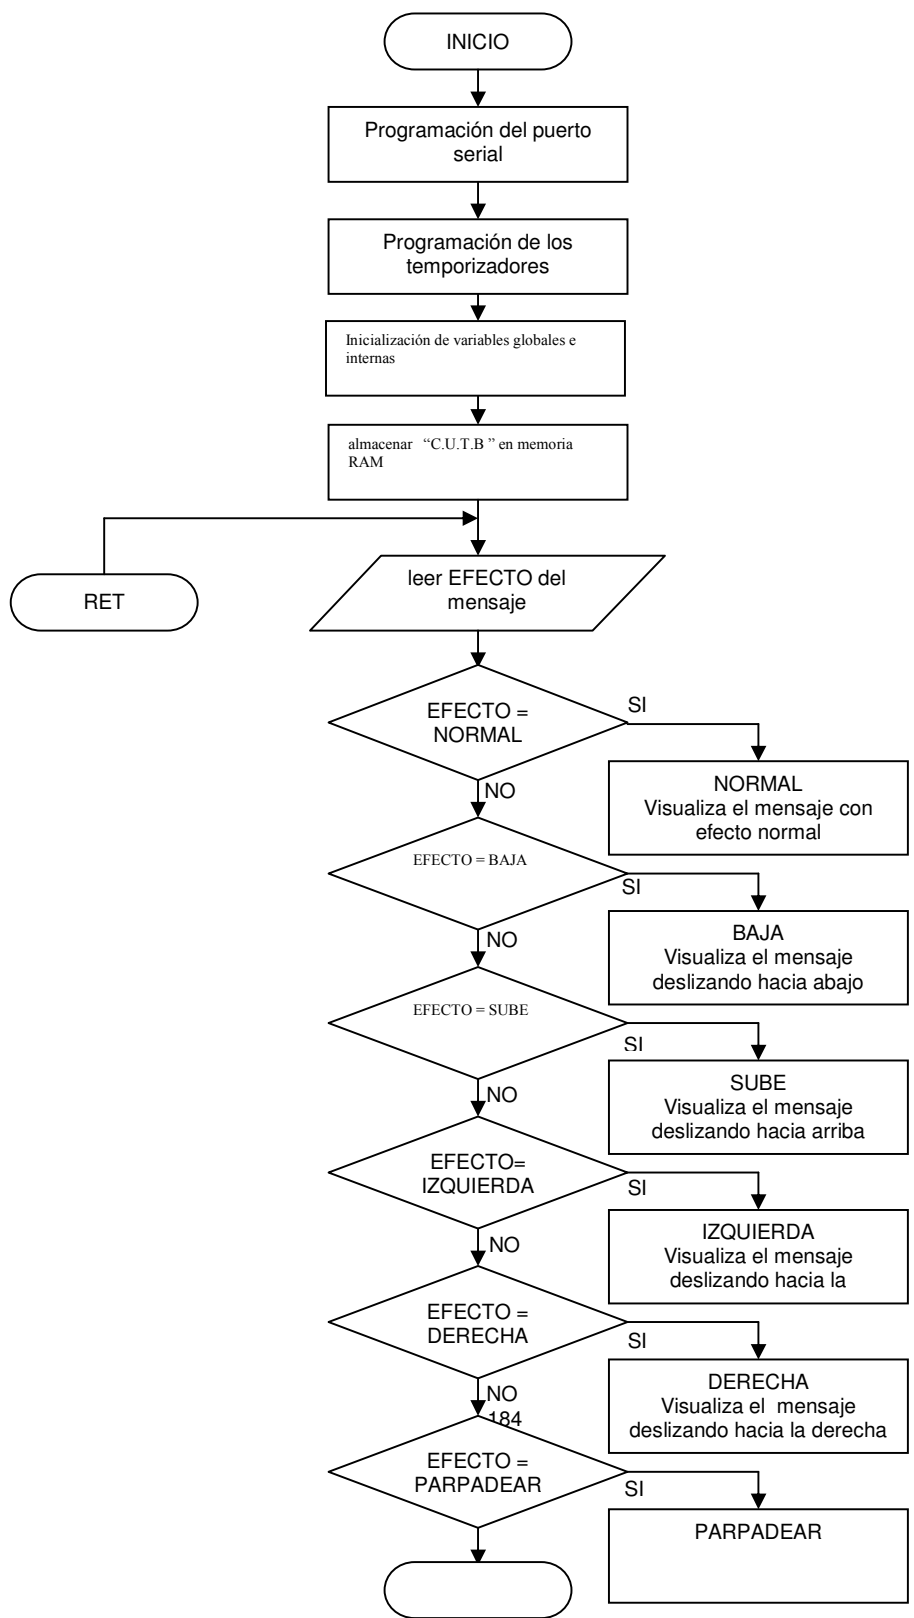 INICIO
Programación del puerto
serial
Programación de los
temporizadores
Inicialización de variables globales e
internas
almacenar “C.U.T.B ” en memoria
RAM
RET
leer EFECTO del
mensaje
EFECTO =
NORMAL
SI
NO
NORMAL
Visualiza el mensaje con
efecto normal
EFECTO = BAJA
SI
NO
BAJA
Visualiza el mensaje
deslizando hacia abajo
EFECTO = SUBE
SI
NO
SUBE
Visualiza el mensaje
deslizando hacia arriba
EFECTO=
IZQUIERDA
SI
NO
IZQUIERDA
Visualiza el mensaje
deslizando hacia la
EFECTO =
DERECHA
SI
NO
DERECHA
Visualiza el mensaje
deslizando hacia la derecha
184
EFECTO =
PARPADEAR
SI
PARPADEAR